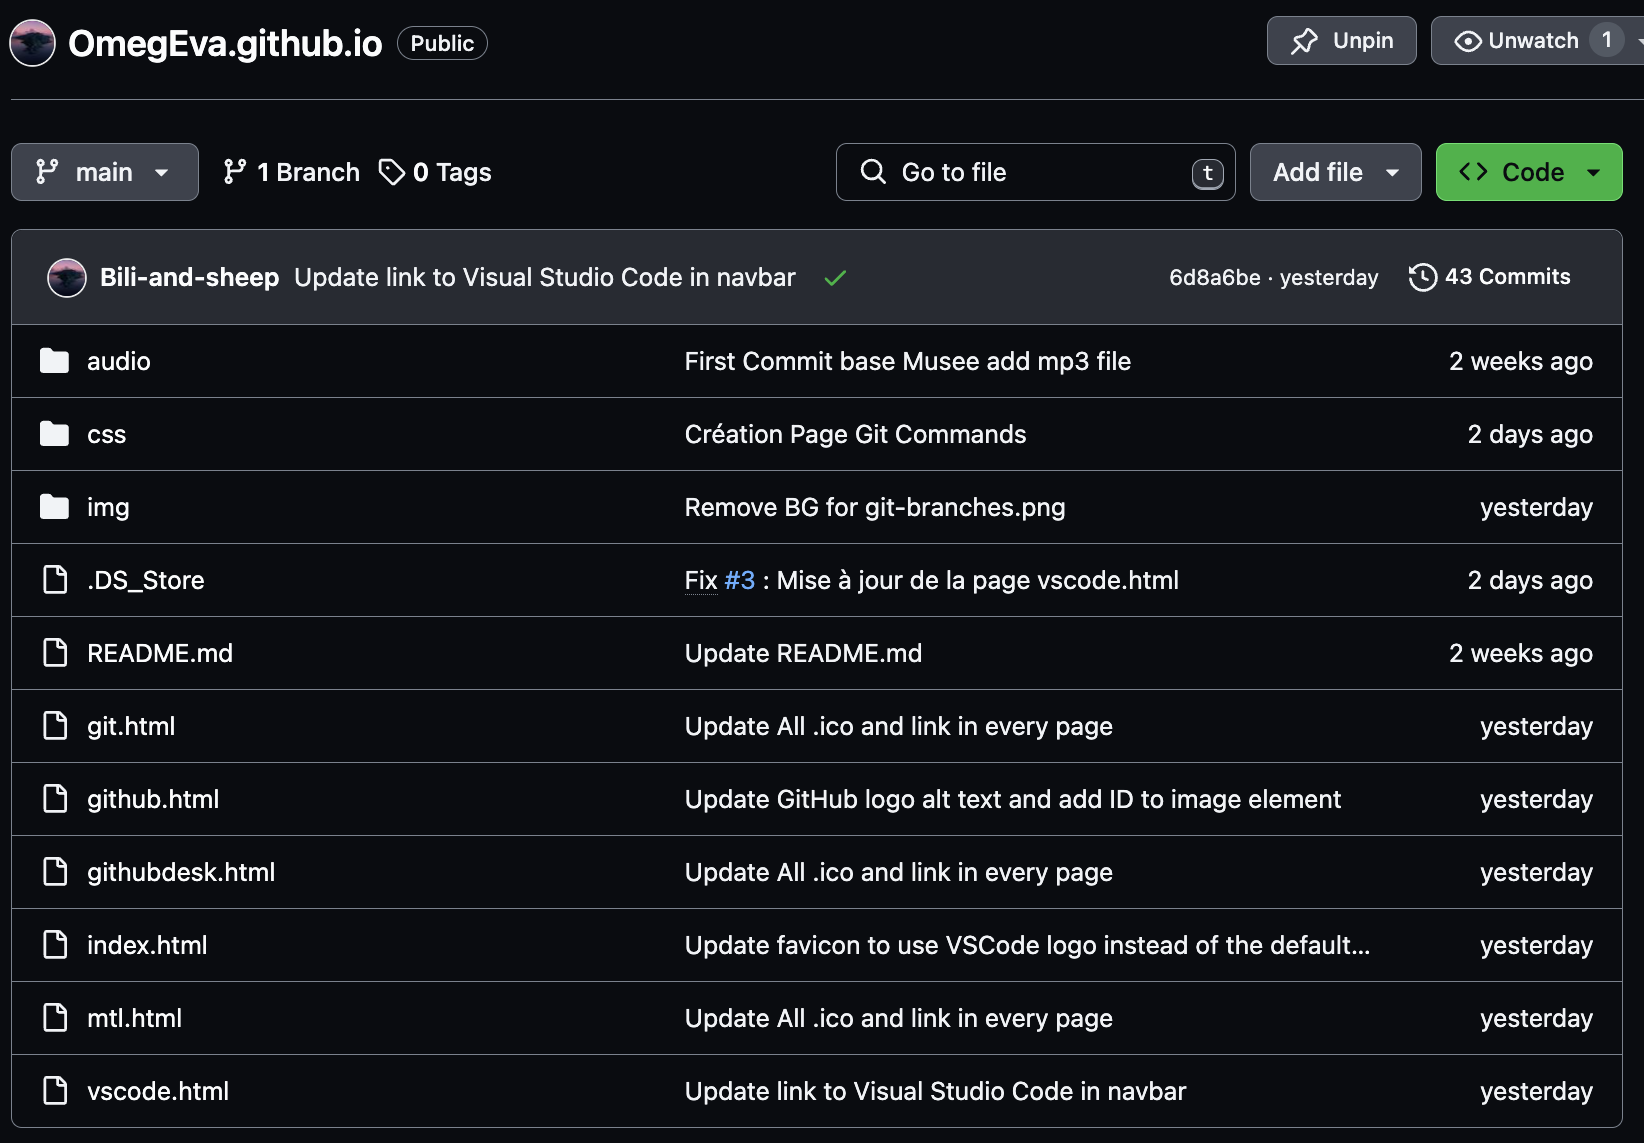 OmegEva.github.io Public Unpin Unwatch 1
main 1 Branch 0 Tags Go to file t Add file Code
Bili-and-sheep Update link to Visual Studio Code in navbar 6d8a6be · yesterday 43 Commits
audio First Commit base Musee add mp3 file 2 weeks ago
css Création Page Git Commands 2 days ago
img Remove BG for git-branches.png yesterday
.DS_Store Fix #3 : Mise à jour de la page vscode.html 2 days ago
README.md Update README.md 2 weeks ago
git.html Update All .ico and link in every page yesterday
github.html Update GitHub logo alt text and add ID to image element yesterday
githubdesk.html Update All .ico and link in every page yesterday
index.html Update favicon to use VSCode logo instead of the default... yesterday
mtl.html Update All .ico and link in every page yesterday
vscode.html Update link to Visual Studio Code in navbar yesterday